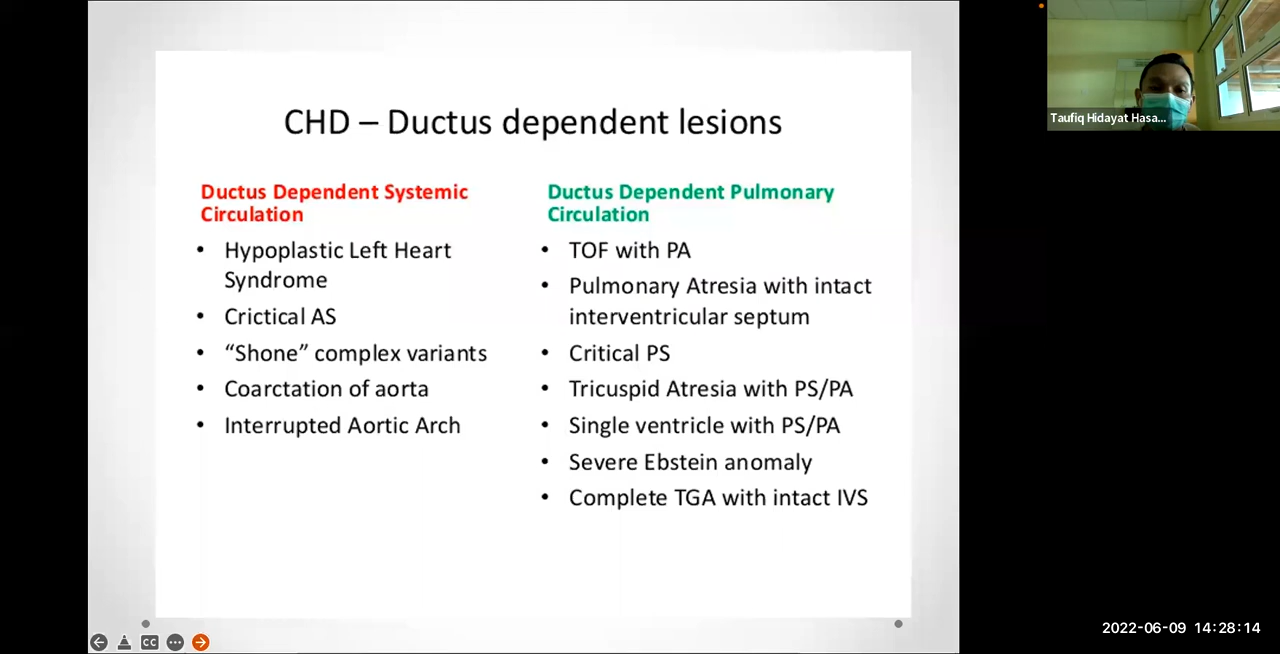 CHD – Ductus dependent lesions
Ductus Dependent Systemic
Circulation
• Hypoplastic Left Heart
Syndrome
• Crictical AS
• “Shone” complex variants
• Coarctation of aorta
• Interrupted Aortic Arch
Ductus Dependent Pulmonary
Circulation
• TOF with PA
• Pulmonary Atresia with intact
interventricular septum
• Critical PS
• Tricuspid Atresia with PS/PA
• Single ventricle with PS/PA
• Severe Ebstein anomaly
• Complete TGA with intact IVS
Taufiq Hidayat Hasa...
CC
2022-06-09 14:28:14